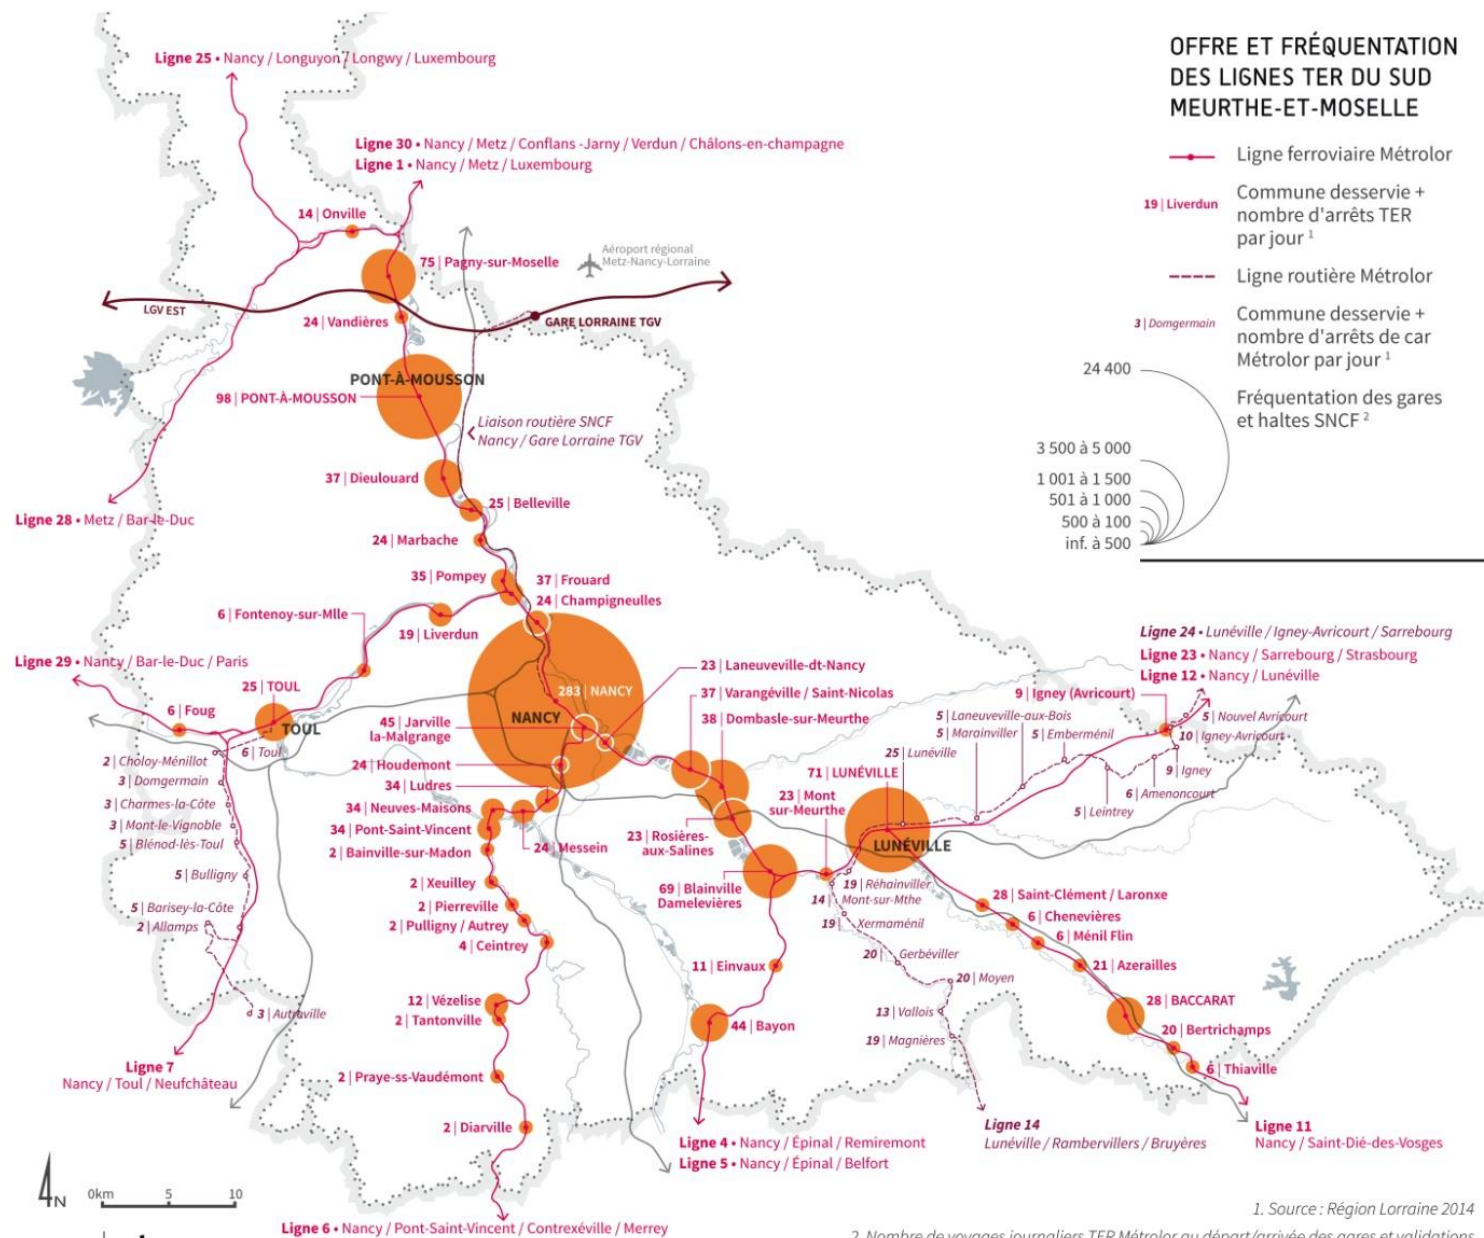 OFFRE ET FRÉQUENTATION
DES LIGNES TER DU SUD
MEURTHE-ET-MOSELLE
Ligne ferroviaire Métrolor
19 | Liverdun
Commune desservie +
nombre d'arrêts TER
par jour 1
Ligne routière Métrolor
3 | Domgermain
Commune desservie +
nombre d'arrêts de car
Métrolor par jour 1
Fréquentation des gares
et haltes SNCF 2
24 400
3 500 à 5 000
1 001 à 1 500
501 à 1 000
500 à 100
inf. à 500
Ligne 25 • Nancy / Longuyon / Longwy / Luxembourg
Ligne 30 • Nancy / Metz / Conflans -Jarny / Verdun / Châlons-en-champagne
Ligne 1 • Nancy / Metz / Luxembourg
14 | Onville
75 | Pagny-sur-Moselle
Aéroport régional
Metz-Nancy-Lorraine
LGV EST
24 | Vandières
GARE LORRAINE TGV
PONT-À-MOUSSON
98 | PONT-À-MOUSSON
Liaison routière SNCF
Nancy / Gare Lorraine TGV
37 | Dieulouard
25 | Belleville
Ligne 28 • Metz / Bar-le-Duc
24 | Marbache
35 | Pompey
37 | Frouard
24 | Champigneulles
6 | Fontenoy-sur-Mlle
19 | Liverdun
Ligne 29 • Nancy / Bar-le-Duc / Paris
25 | TOUL
6 | Foug
TOUL
6 | Toul
2 | Choloy-Ménillot
3 | Domgermain
3 | Charmes-la-Côte
3 | Mont-le-Vignoble
5 | Blénod-lès-Toul
5 | Bulligny
5 | Barisey-la-Côte
2 | Allamps
3 | Autreville
Ligne 7
Nancy / Toul / Neufchâteau
283 | NANCY
NANCY
23 | Laneuveville-dt-Nancy
37 | Varangéville / Saint-Nicolas
38 | Dombasle-sur-Meurthe
45 | Jarville
la-Malgrange
24 | Houdemont
34 | Ludres
34 | Neuves-Maisons
34 | Pont-Saint-Vincent
24 | Messein
2 | Bainville-sur-Madon
2 | Xeuilley
2 | Pierreville
2 | Pulligny / Autrey
4 | Ceintrey
12 | Vézelise
2 | Tantonville
2 | Praye-ss-Vaudémont
2 | Diarville
Ligne 6 • Nancy / Pont-Saint-Vincent / Contrexéville / Merrey
23 | Rosières-
aux-Salines
69 | Blainville
Damelevières
11 | Einvaux
44 | Bayon
Ligne 4 • Nancy / Épinal / Remiremont
Ligne 5 • Nancy / Épinal / Belfort
23 | Mont
sur-Meurthe
71 | LUNÉVILLE
25 | Lunéville
LUNÉVILLE
Ligne 24 • Lunéville / Igney-Avricourt / Sarrebourg
Ligne 23 • Nancy / Sarrebourg / Strasbourg
Ligne 12 • Nancy / Lunéville
9 | Igney (Avricourt)
5 | Laneuveville-aux-Bois
5 | Marainviller
5 | Emberménil
5 | Nouvel Avricourt
10 | Igney-Avricourt
9 | Igney
6 | Amenoncourt
5 | Leintrey
19 | Réhainviller
14 | Mont-sur-Mthe
19 | Xermaménil
20 | Gerbéviller
20 | Moyen
13 | Vallois
19 | Magnières
Ligne 14
Lunéville / Rambervillers / Bruyères
28 | Saint-Clément / Laronxe
6 | Chenevières
6 | Ménil Flin
21 | Azerailles
28 | BACCARAT
20 | Bertrichamps
6 | Thiaville
Ligne 11
Nancy / Saint-Dié-des-Vosges
N
0km 5 10
1. Source : Région Lorraine 2014
2. Nombre de voyages journaliers TER Métrolor au départ/arrivée des gares et validations